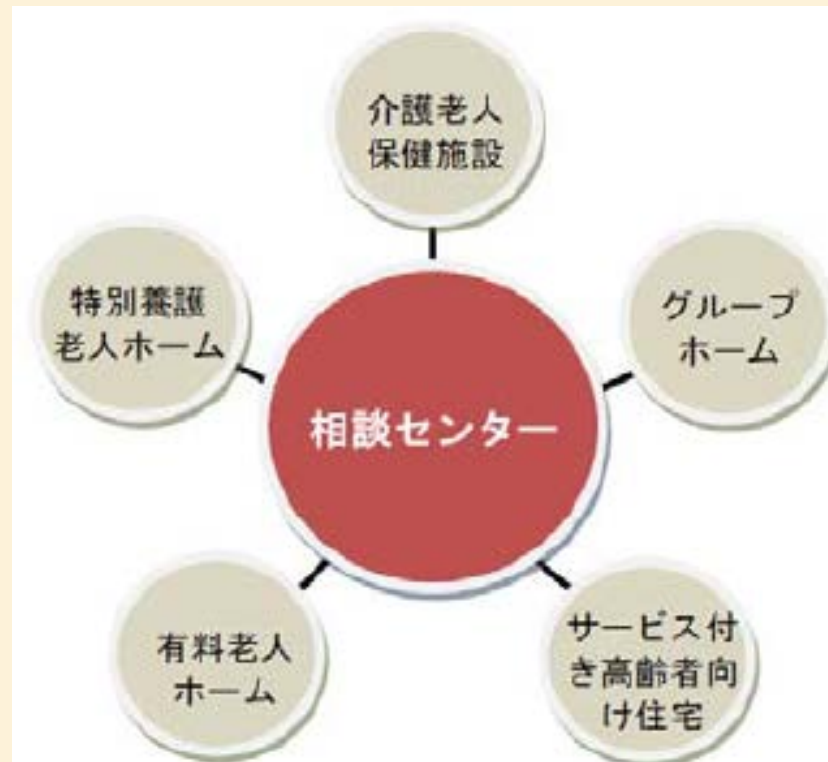 介護老人
保健施設
特別養護
老人ホーム
グループ
ホーム
相談センター
有料老人
ホーム
サービス付
き高齢者向
け住宅